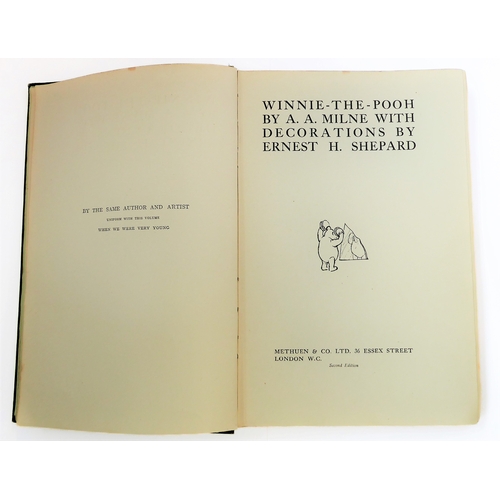 BY THE SAME AUTHOR AND ARTIST
UNIFORM WITH THIS VOLUME
WHEN WE WERE VERY YOUNG
WINNIE-THE-POOH
BY A. A. MILNE WITH
DECORATIONS BY
ERNEST H. SHEPARD
METHUEN & CO. LTD. 36 ESSEX STREET
LONDON W.C.
Second Edition